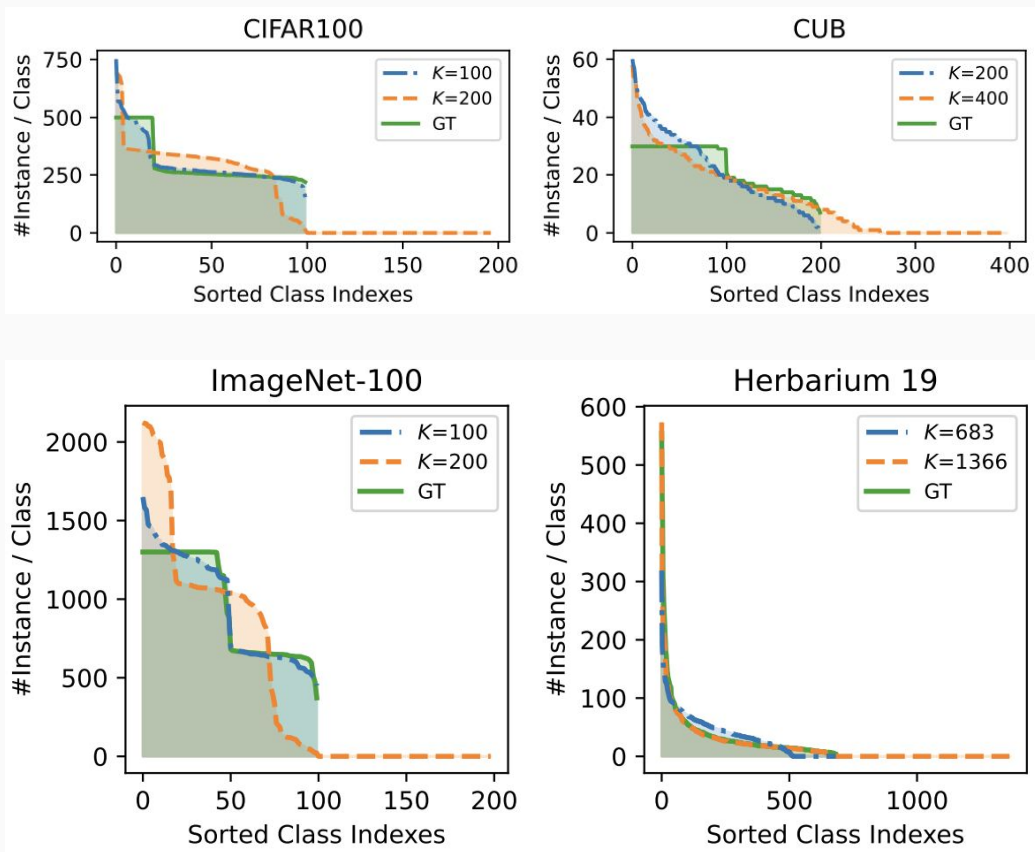 CIFAR100
#Instance / Class
750
500
250
0
K=100
K=200
GT
0 50 100 150 200
Sorted Class Indexes
CUB
#Instance / Class
60
40
20
0
K=200
K=400
GT
0 100 200 300 400
Sorted Class Indexes
ImageNet-100
#Instance / Class
2000
1500
1000
500
0
K=100
K=200
GT
0 50 100 150 200
Sorted Class Indexes
Herbarium 19
#Instance / Class
600
500
400
300
200
100
0
K=683
K=1366
GT
0 500 1000
Sorted Class Indexes